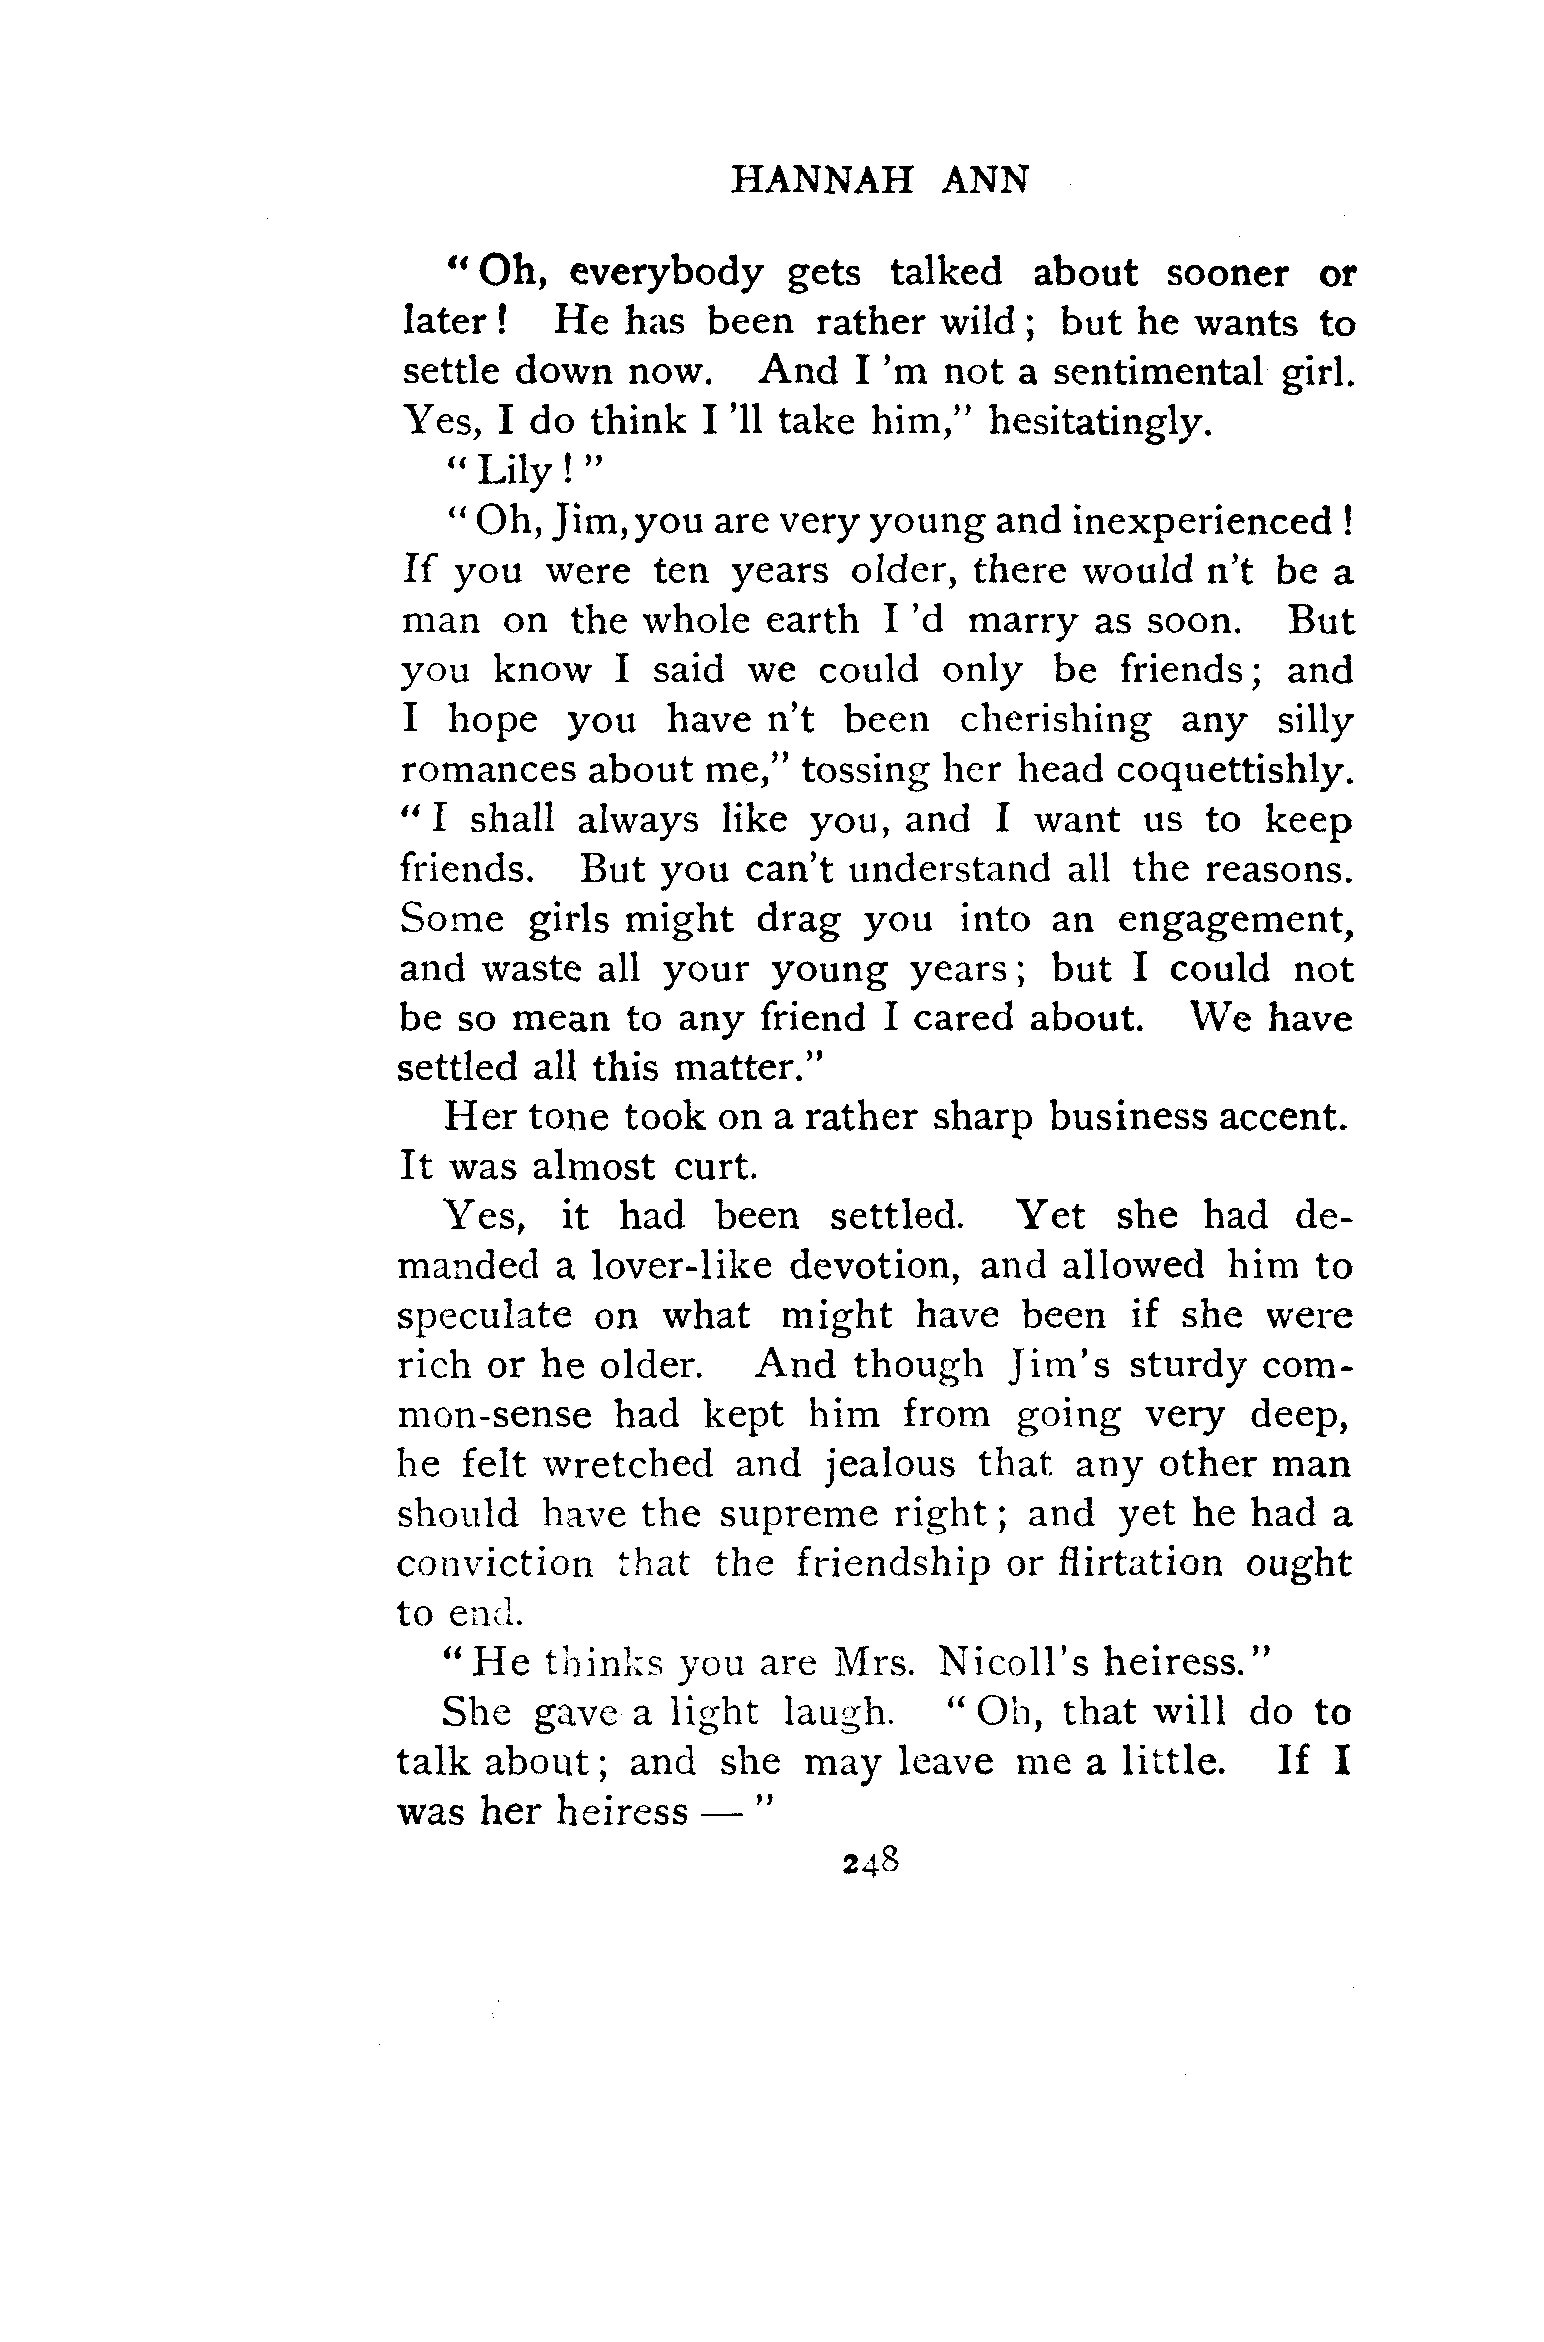 HANNAH ANN
“Oh, everybody gets talked about sooner or
later! He has been rather wild; but he wants to
settle down now. And I 'm not a sentimental girl.
Yes, I do think I 'll take him,” hesitatingly.
“Lily!”
“Oh, Jim, you are very young and inexperienced!
If you were ten years older, there would n't be a
man on the whole earth I 'd marry as soon. But
you know I said we could only be friends; and
I hope you have n't been cherishing any silly
romances about me,” tossing her head coquettishly.
“I shall always like you, and I want us to keep
friends. But you can't understand all the reasons.
Some girls might drag you into an engagement,
and waste all your young years; but I could not
be so mean to any friend I cared about. We have
settled all this matter.”
Her tone took on a rather sharp business accent.
It was almost curt.
Yes, it had been settled. Yet she had de-
manded a lover-like devotion, and allowed him to
speculate on what might have been if she were
rich or he older. And though Jim's sturdy com-
mon-sense had kept him from going very deep,
he felt wretched and jealous that any other man
should have the supreme right; and yet he had a
conviction that the friendship or flirtation ought
to end.
“He thinks you are Mrs. Nicoll's heiress.”
She gave a light laugh. “Oh, that will do to
talk about; and she may leave me a little. If I
was her heiress — ”
248